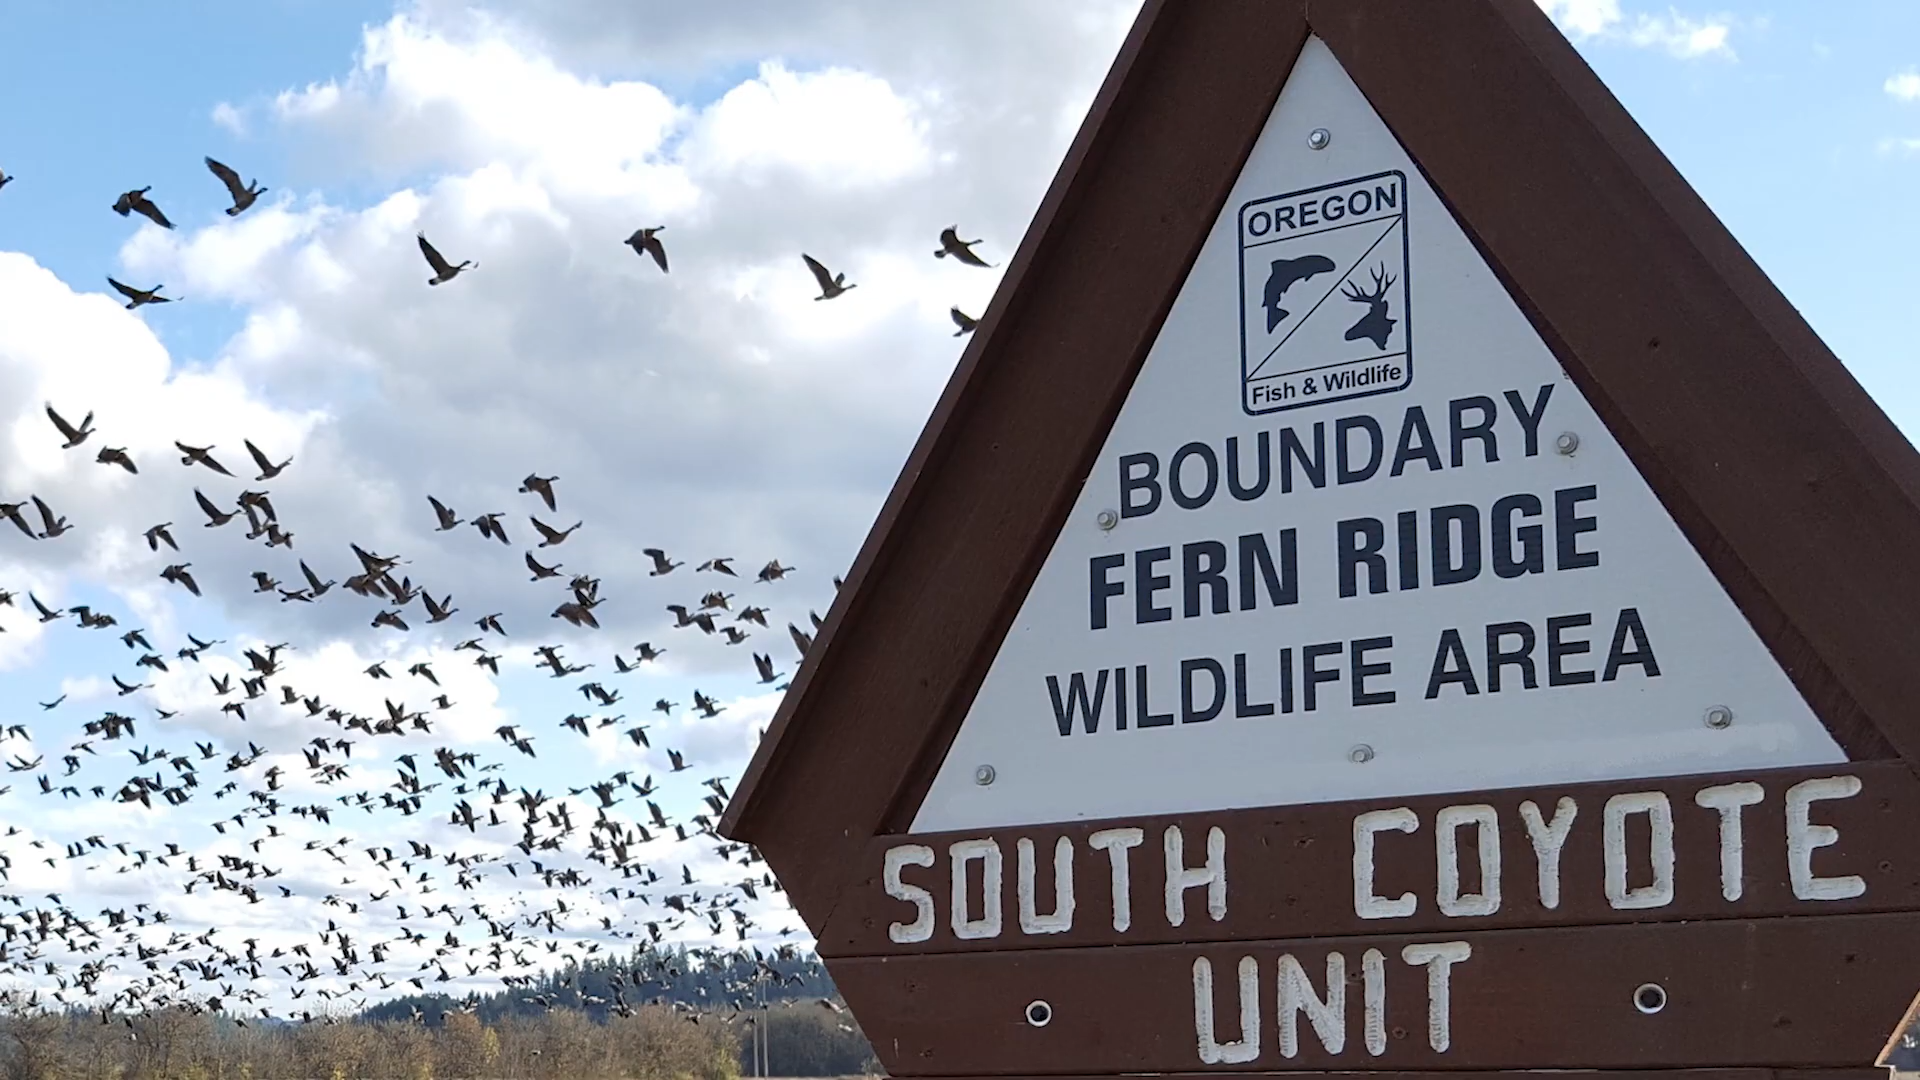 OREGON
Fish & Wildlife
BOUNDARY
FERN RIDGE
WILDLIFE AREA
SOUTH COYOTE
UNIT